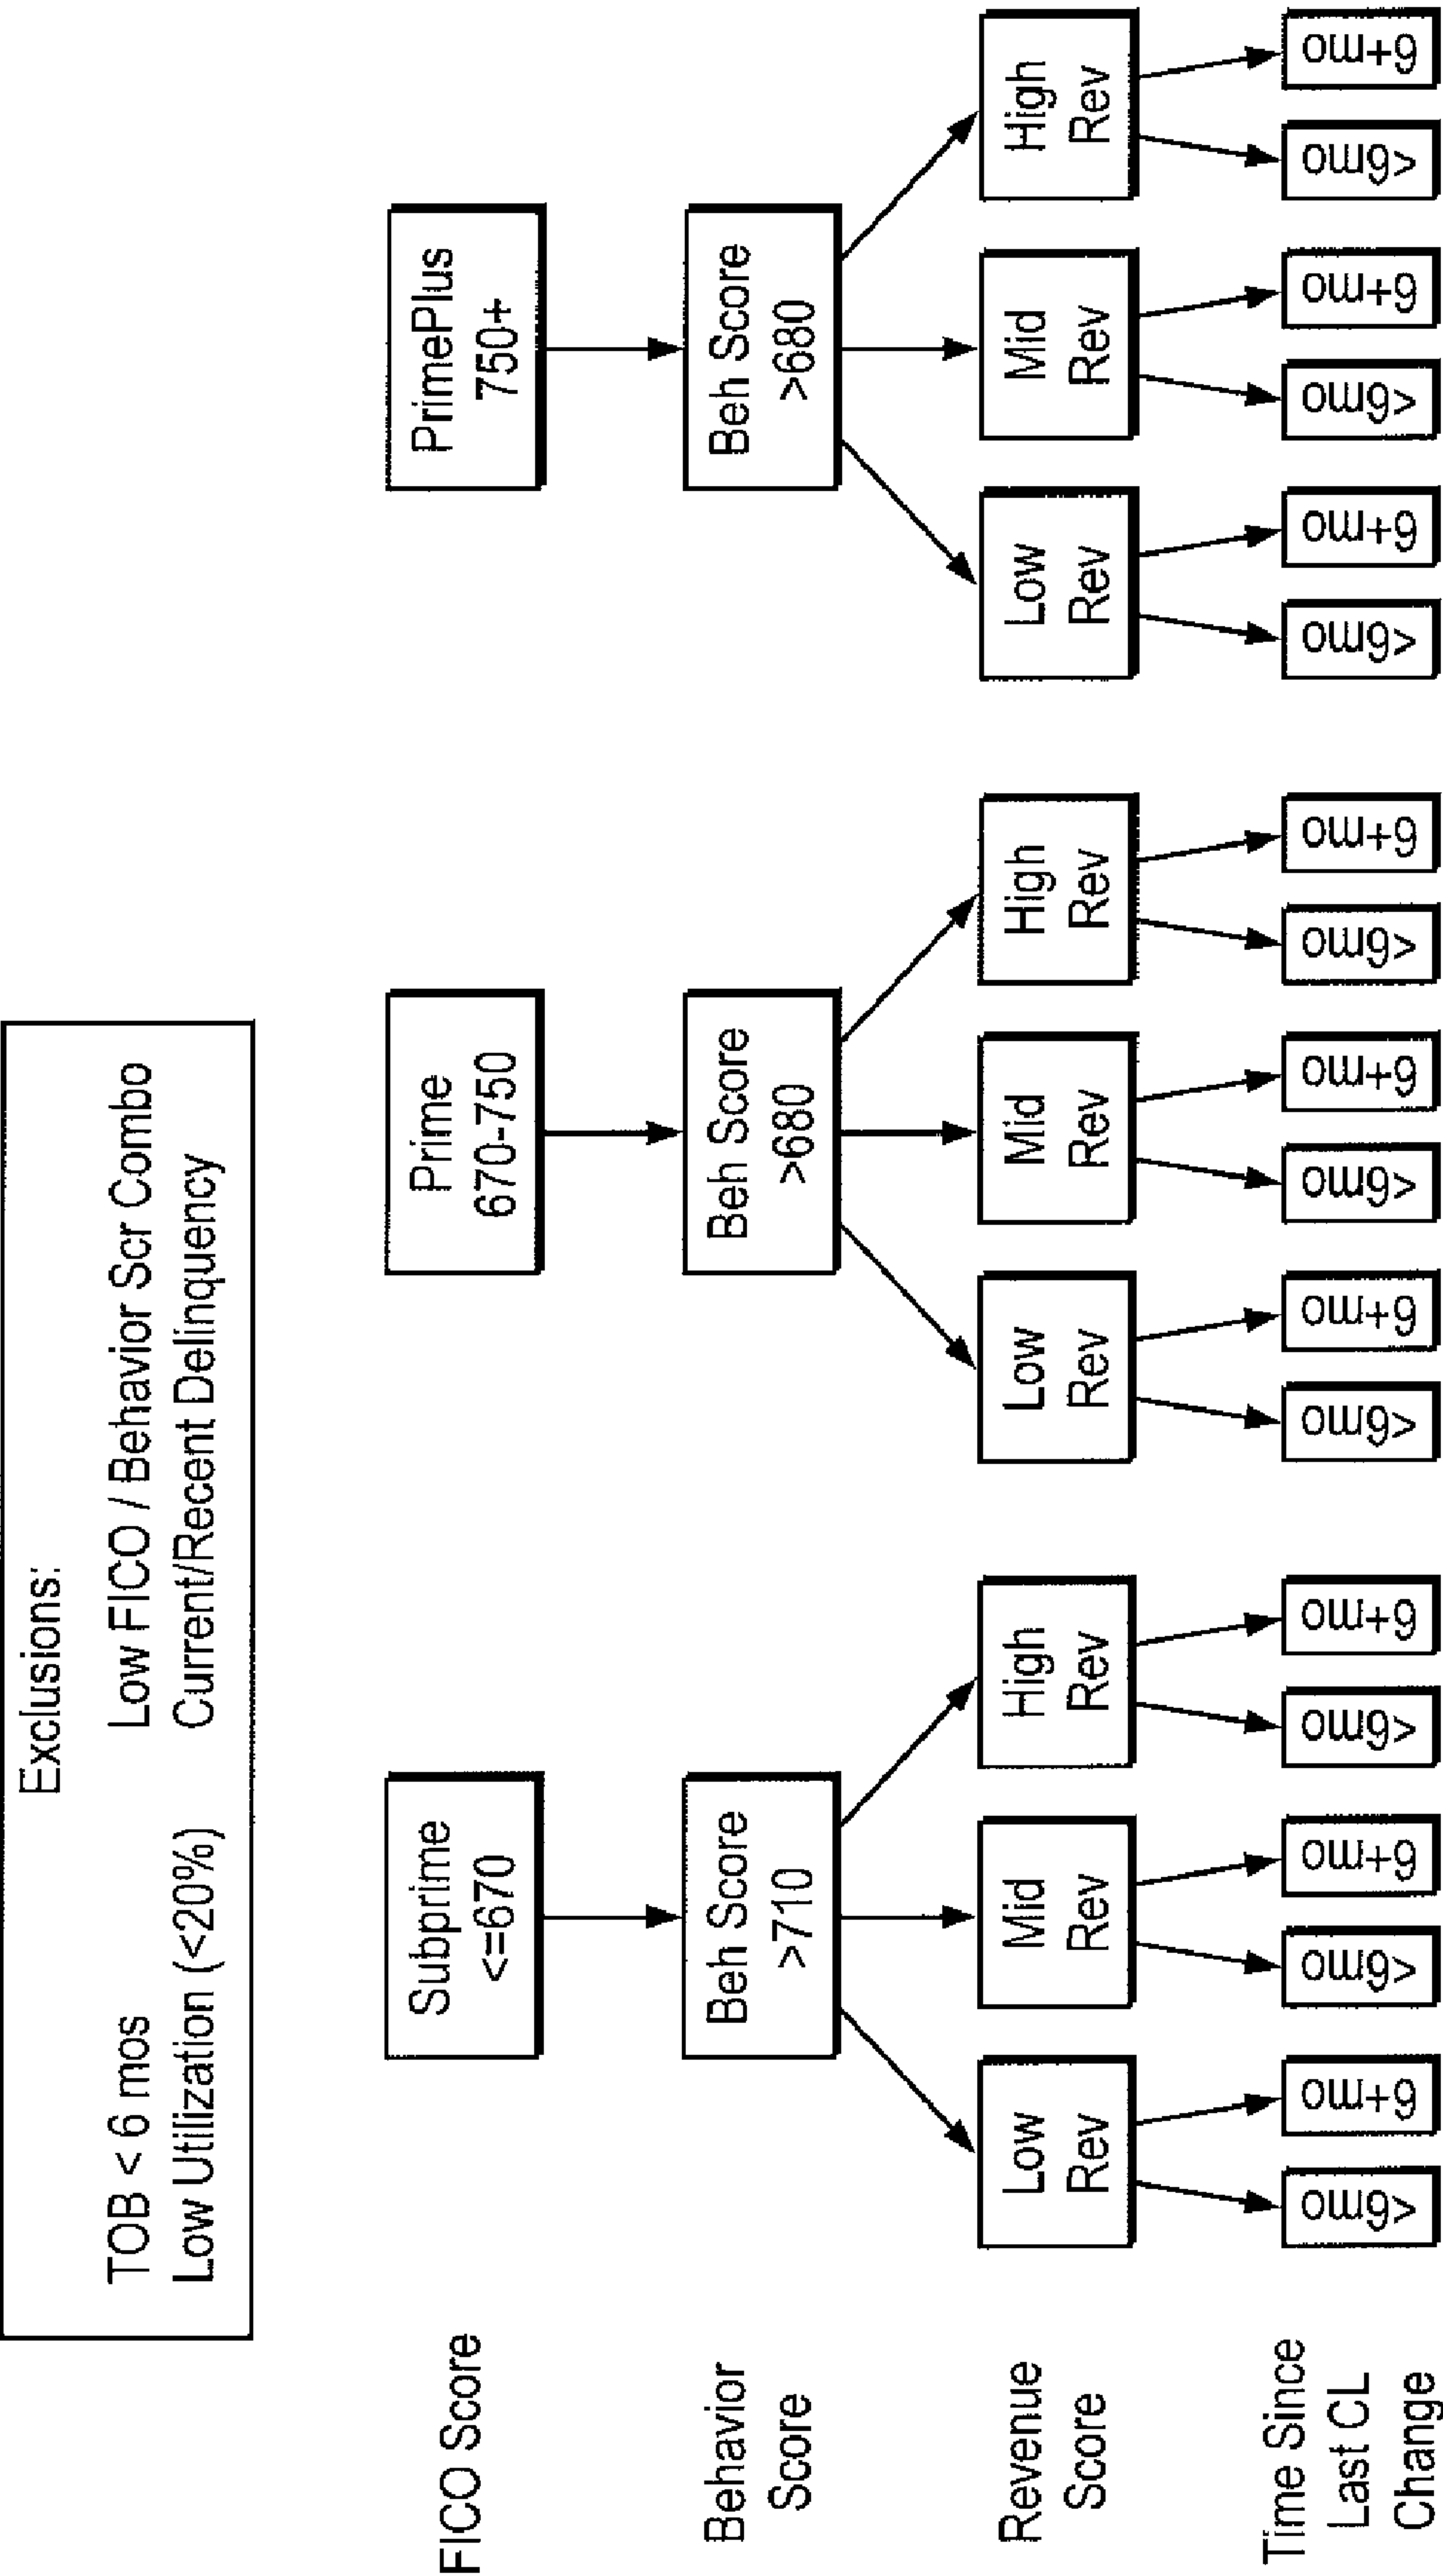 Exclusions:
TOB < 6 mos
Low FICO / Behavior Scr Combo
Low Utilization (<20%)
Current/Recent Delinquency
FICO Score
Subprime
<=670
Prime
670-750
PrimePlus
750+
Behavior
Score
Beh Score
>710
Beh Score
>680
Beh Score
>680
Revenue
Score
Low
Rev
Mid
Rev
High
Rev
Low
Rev
Mid
Rev
High
Rev
Low
Rev
Mid
Rev
High
Rev
Time Since
Last CL
Change
<6mo
6+mo
<6mo
6+mo
<6mo
6+mo
<6mo
6+mo
<6mo
6+mo
<6mo
6+mo
<6mo
6+mo
<6mo
6+mo
<6mo
6+mo